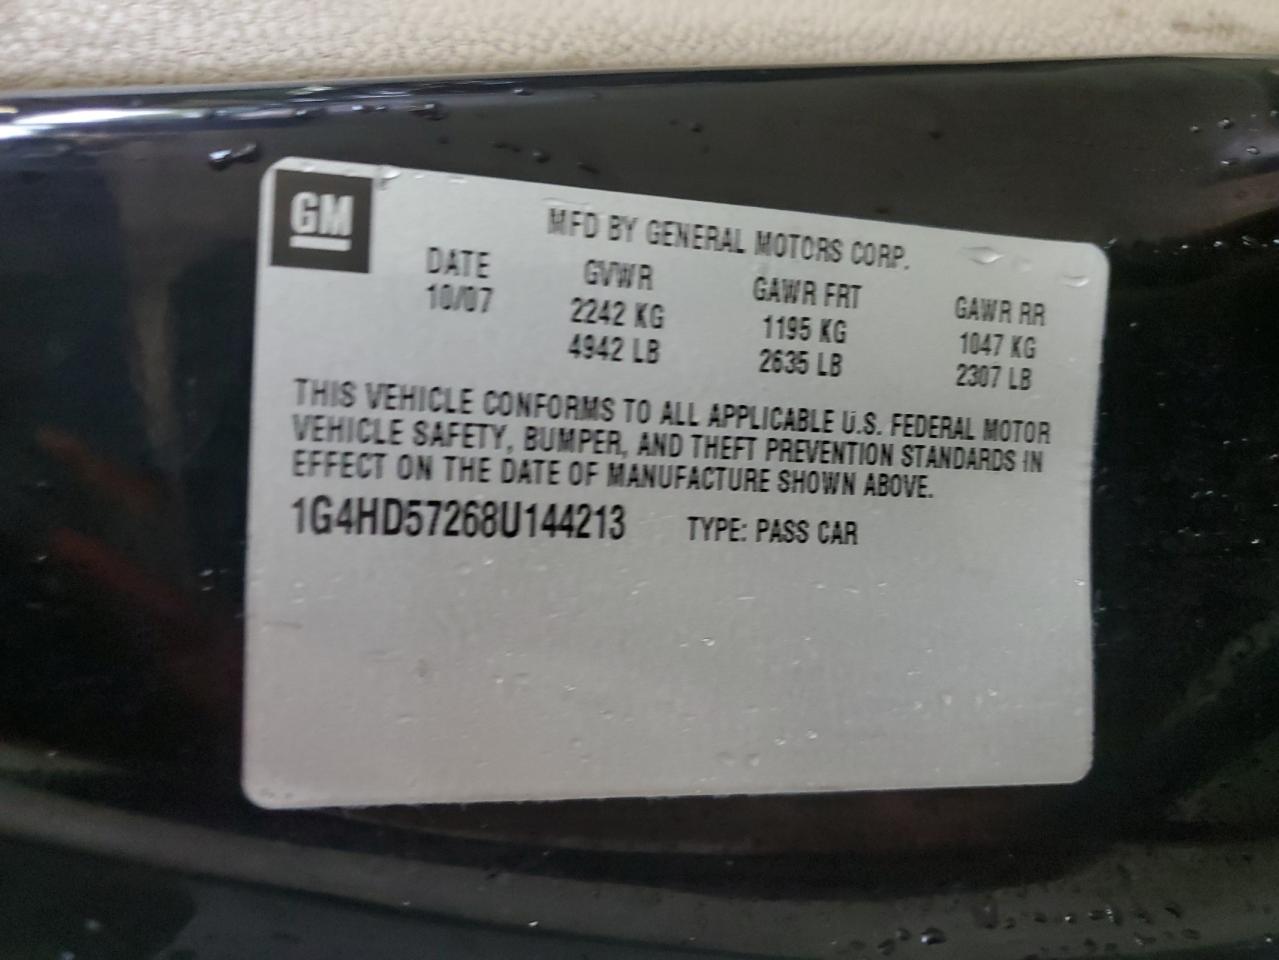 GM
MFD BY GENERAL MOTORS CORP.
DATE GVWR GAWR FRT GAWR RR
10/07 2242 KG 1195 KG 1047 KG
4942 LB 2635 LB 2307 LB
THIS VEHICLE CONFORMS TO ALL APPLICABLE U.S. FEDERAL MOTOR
VEHICLE SAFETY, BUMPER, AND THEFT PREVENTION STANDARDS IN
EFFECT ON THE DATE OF MANUFACTURE SHOWN ABOVE.
1G4HD57268U144213 TYPE: PASS CAR